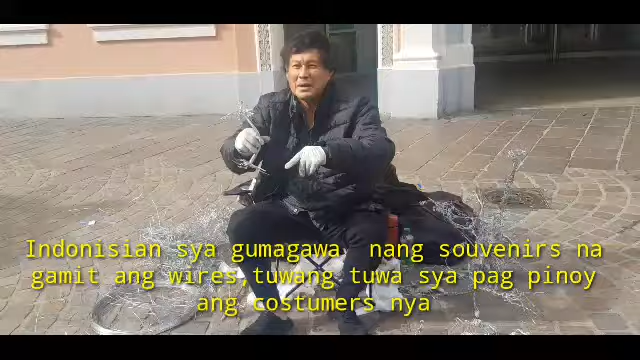 Indonisian sya gumagawa nang souvenirs na
gamit ang wires,tuwang tuwa sya pag pinoy
ang costumers nya